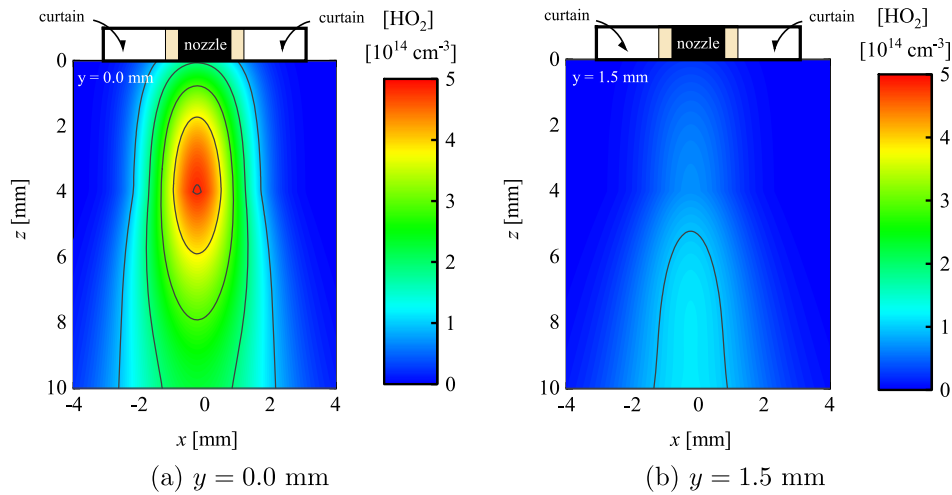 curtain
curtain
nozzle
[HO2]
[10^14 cm^-3]
y = 0.0 mm
0
2
4
6
8
10
z [mm]
-4
-2
0
2
4
x [mm]
5
4
3
2
1
0
(a) y = 0.0 mm
curtain
curtain
nozzle
[HO2]
[10^14 cm^-3]
y = 1.5 mm
0
2
4
6
8
10
z [mm]
-4
-2
0
2
4
x [mm]
5
4
3
2
1
0
(b) y = 1.5 mm